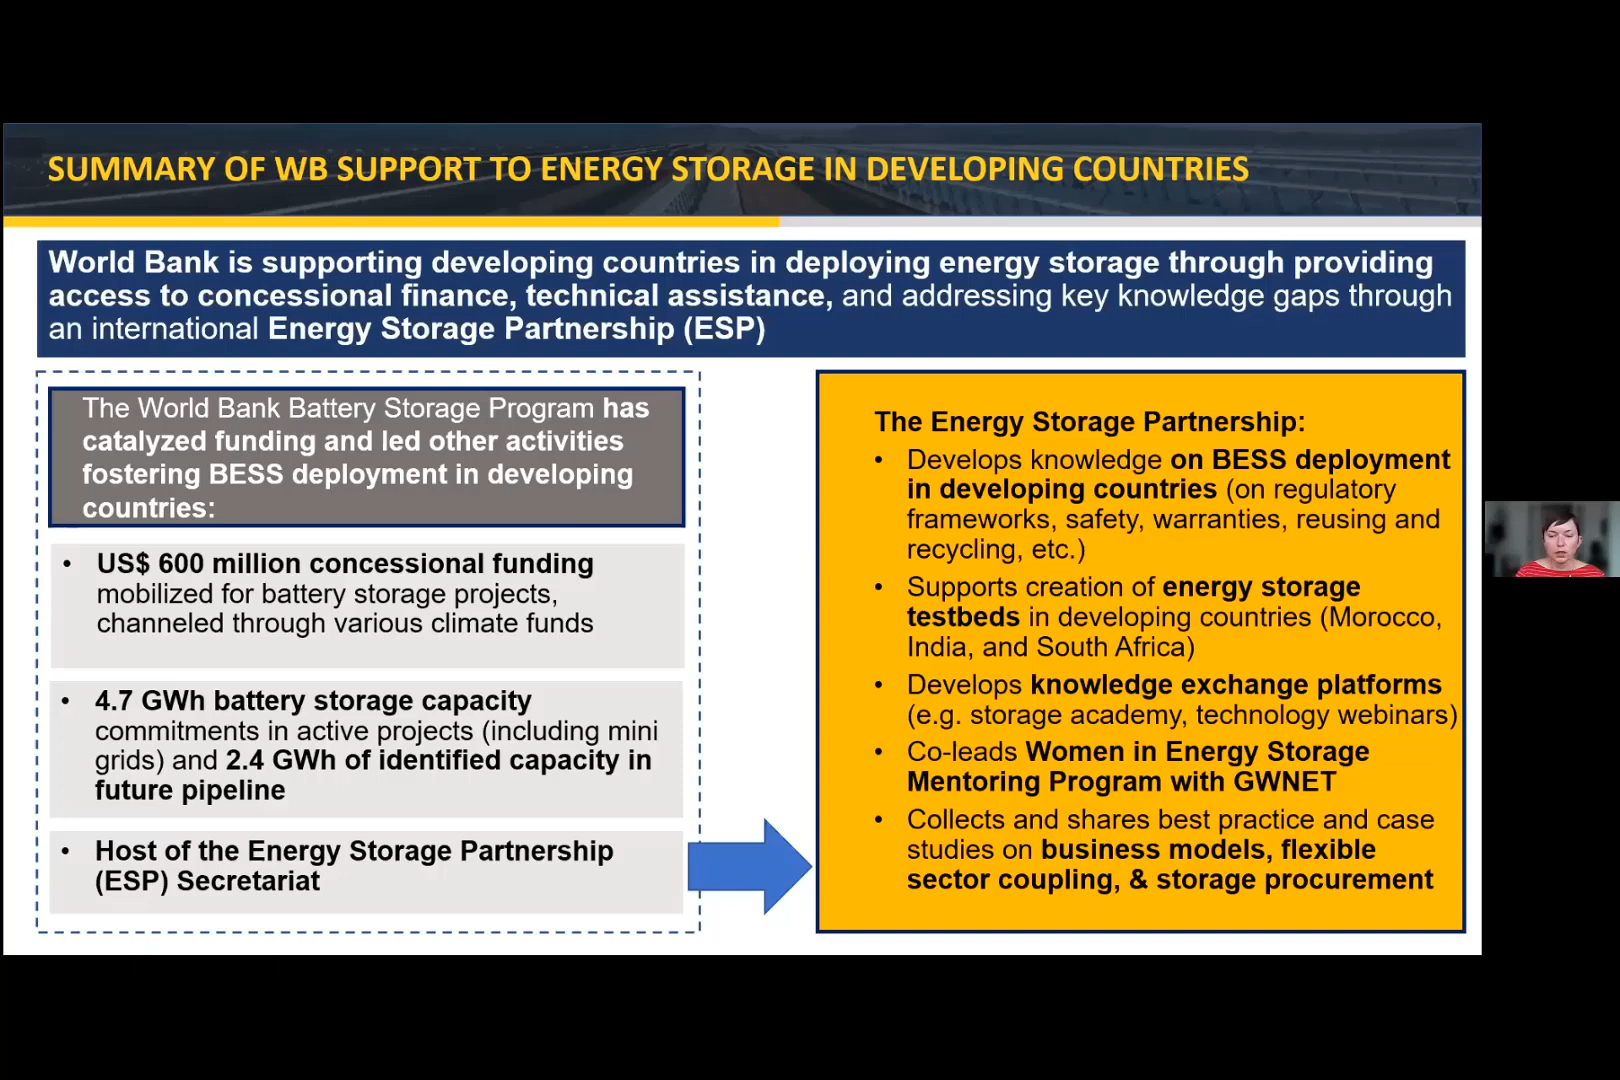 SUMMARY OF WB SUPPORT TO ENERGY STORAGE IN DEVELOPING COUNTRIES
World Bank is supporting developing countries in deploying energy storage through providing
access to concessional finance, technical assistance, and addressing key knowledge gaps through
an international Energy Storage Partnership (ESP)
The World Bank Battery Storage Program has
catalyzed funding and led other activities
fostering BESS deployment in developing
countries:
• US$ 600 million concessional funding
mobilized for battery storage projects,
channeled through various climate funds
• 4.7 GWh battery storage capacity
commitments in active projects (including mini
grids) and 2.4 GWh of identified capacity in
future pipeline
• Host of the Energy Storage Partnership
(ESP) Secretariat
The Energy Storage Partnership:
• Develops knowledge on BESS deployment
in developing countries (on regulatory
frameworks, safety, warranties, reusing and
recycling, etc.)
• Supports creation of energy storage
testbeds in developing countries (Morocco,
India, and South Africa)
• Develops knowledge exchange platforms
(e.g. storage academy, technology webinars)
• Co-leads Women in Energy Storage
Mentoring Program with GWNET
• Collects and shares best practice and case
studies on business models, flexible
sector coupling, & storage procurement